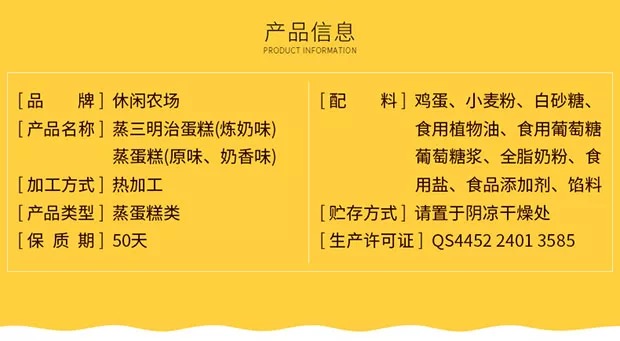 产品信息
PRODUCT INFORMATION
[品 牌] 休闲农场
[产品名称] 蒸三明治蛋糕(炼奶味)
蒸蛋糕(原味、奶香味)
[加工方式] 热加工
[产品类型] 蒸蛋糕类
[保 质 期] 50天
[配 料] 鸡蛋、小麦粉、白砂糖、
食用植物油、食用葡萄糖
葡萄糖浆、全脂奶粉、食
用盐、食品添加剂、馅料
[贮存方式] 请置于阴凉干燥处
[生产许可证] QS4452 2401 3585